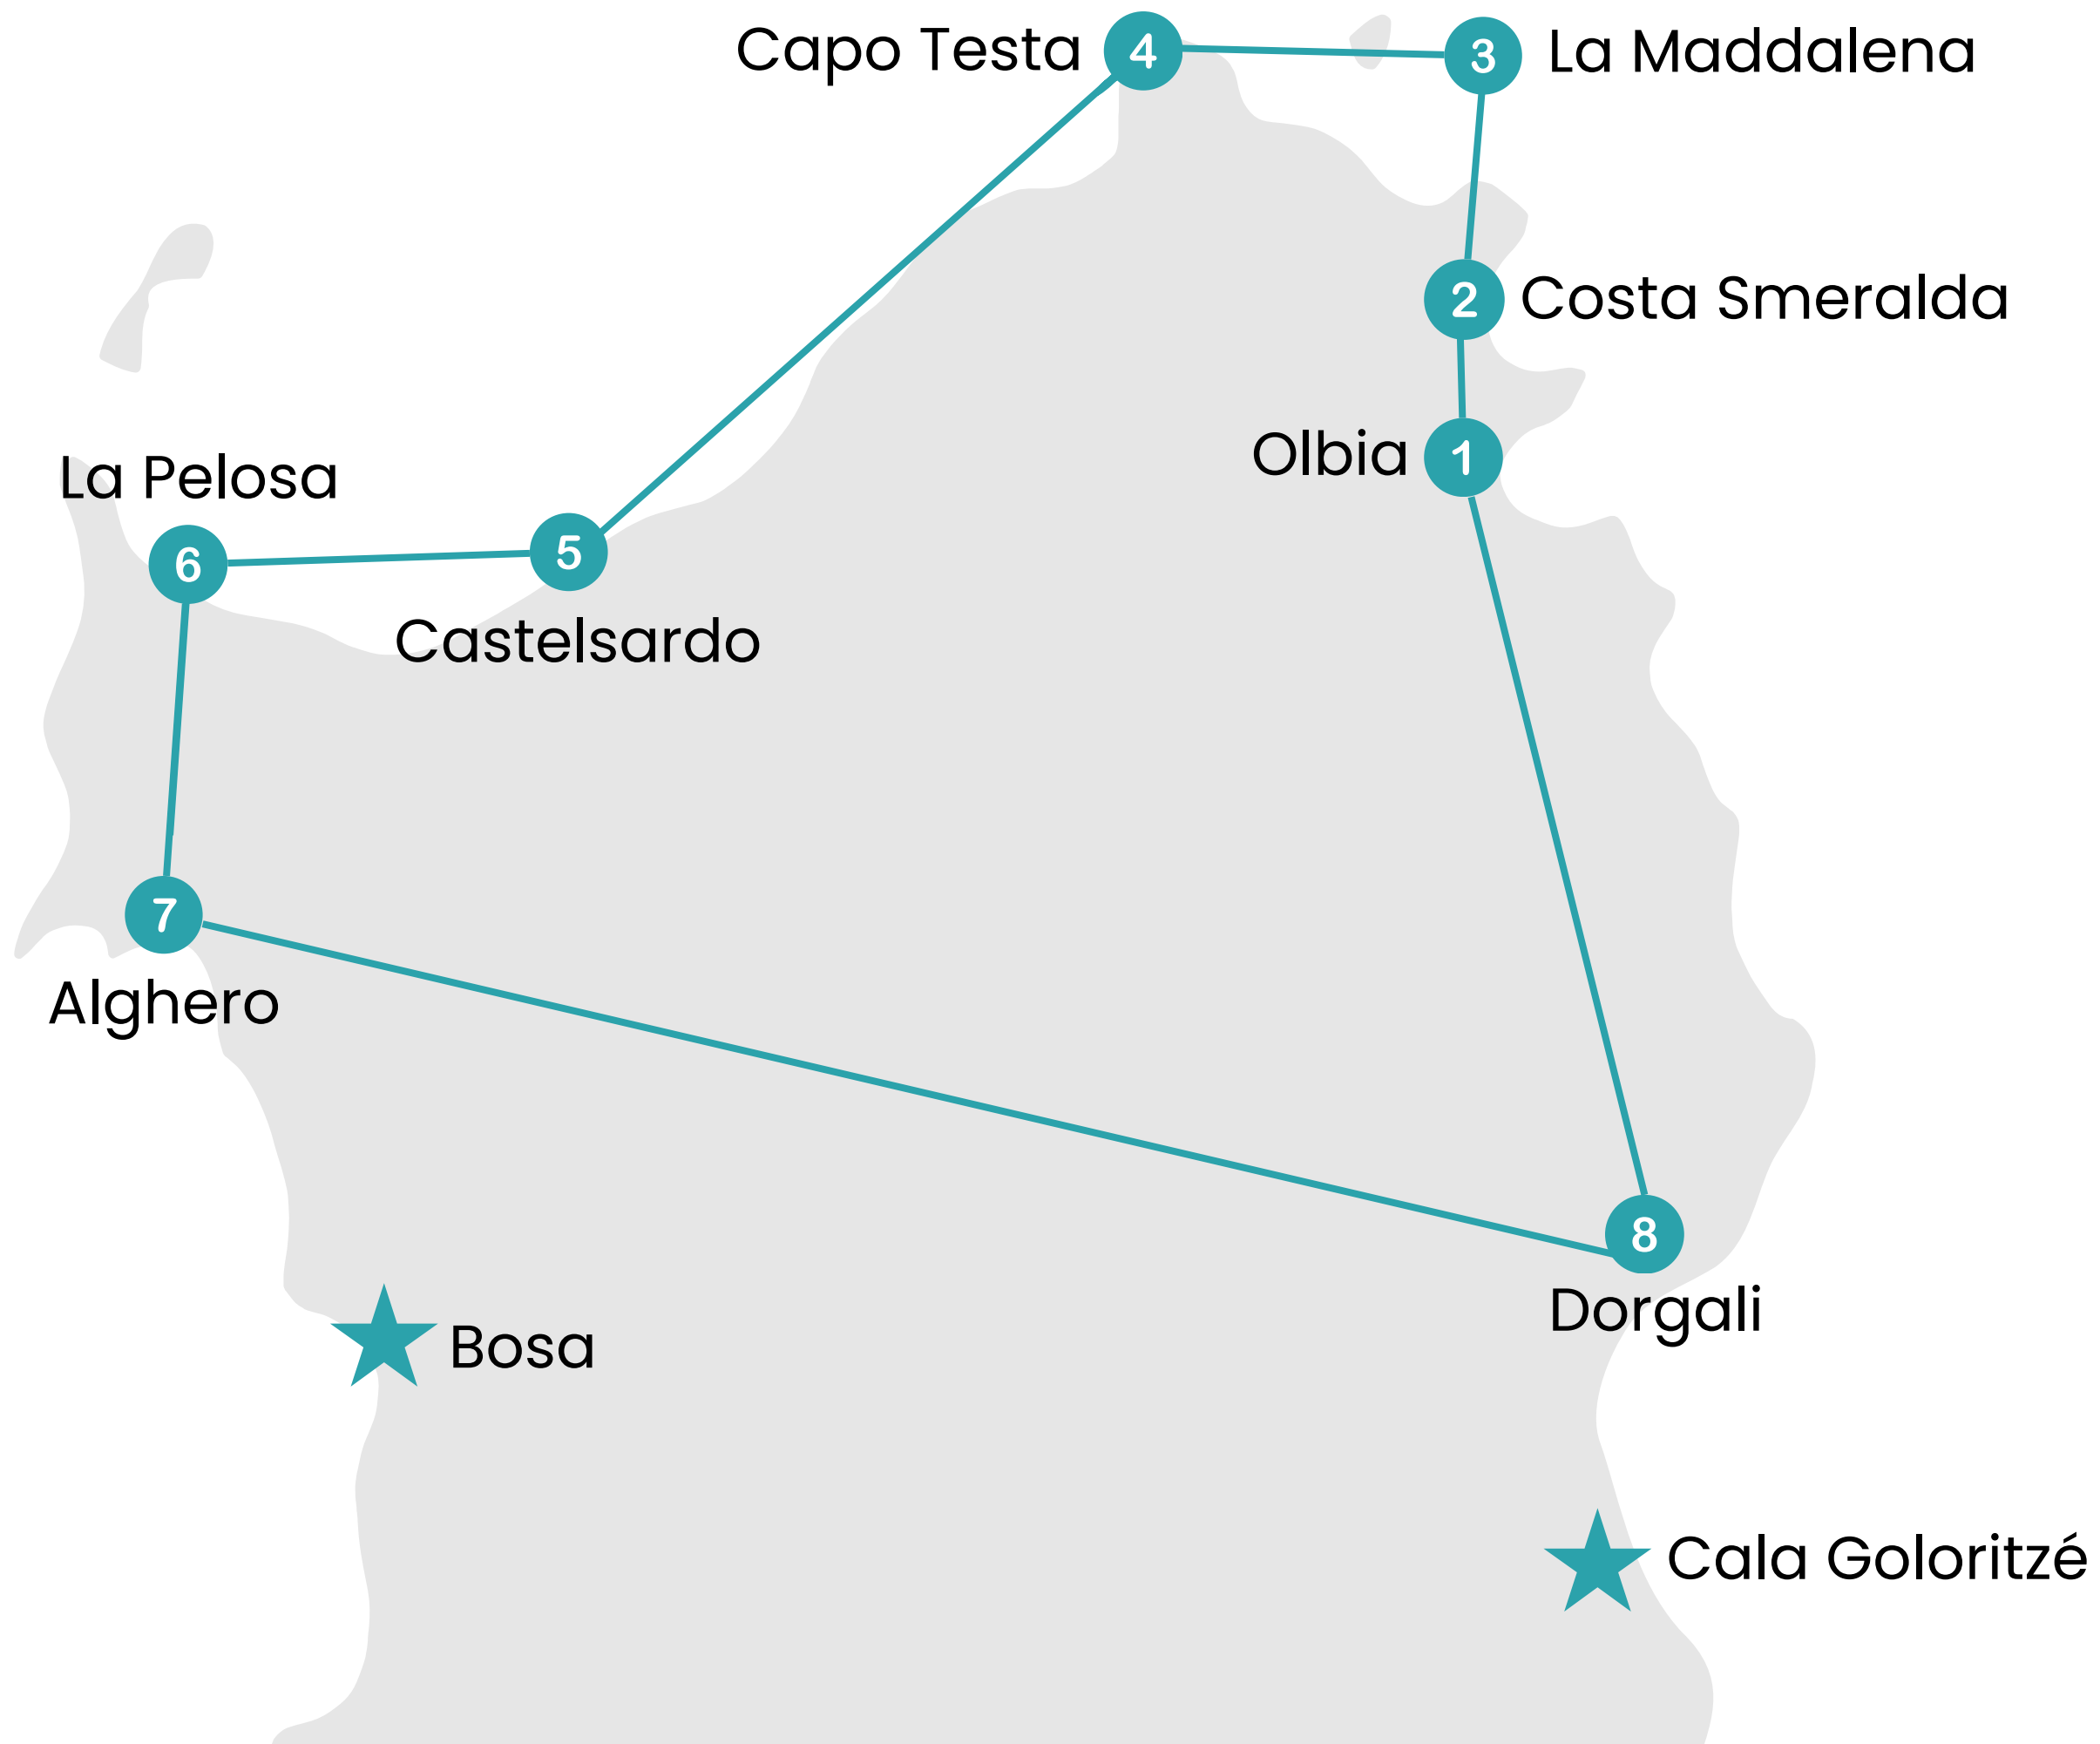 Capo Testa
4
3
La Maddalena
2
Costa Smeralda
Olbia
1
La Pelosa
6
5
Castelsardo
7
Alghero
8
Dorgali
Bosa
Cala Goloritzé